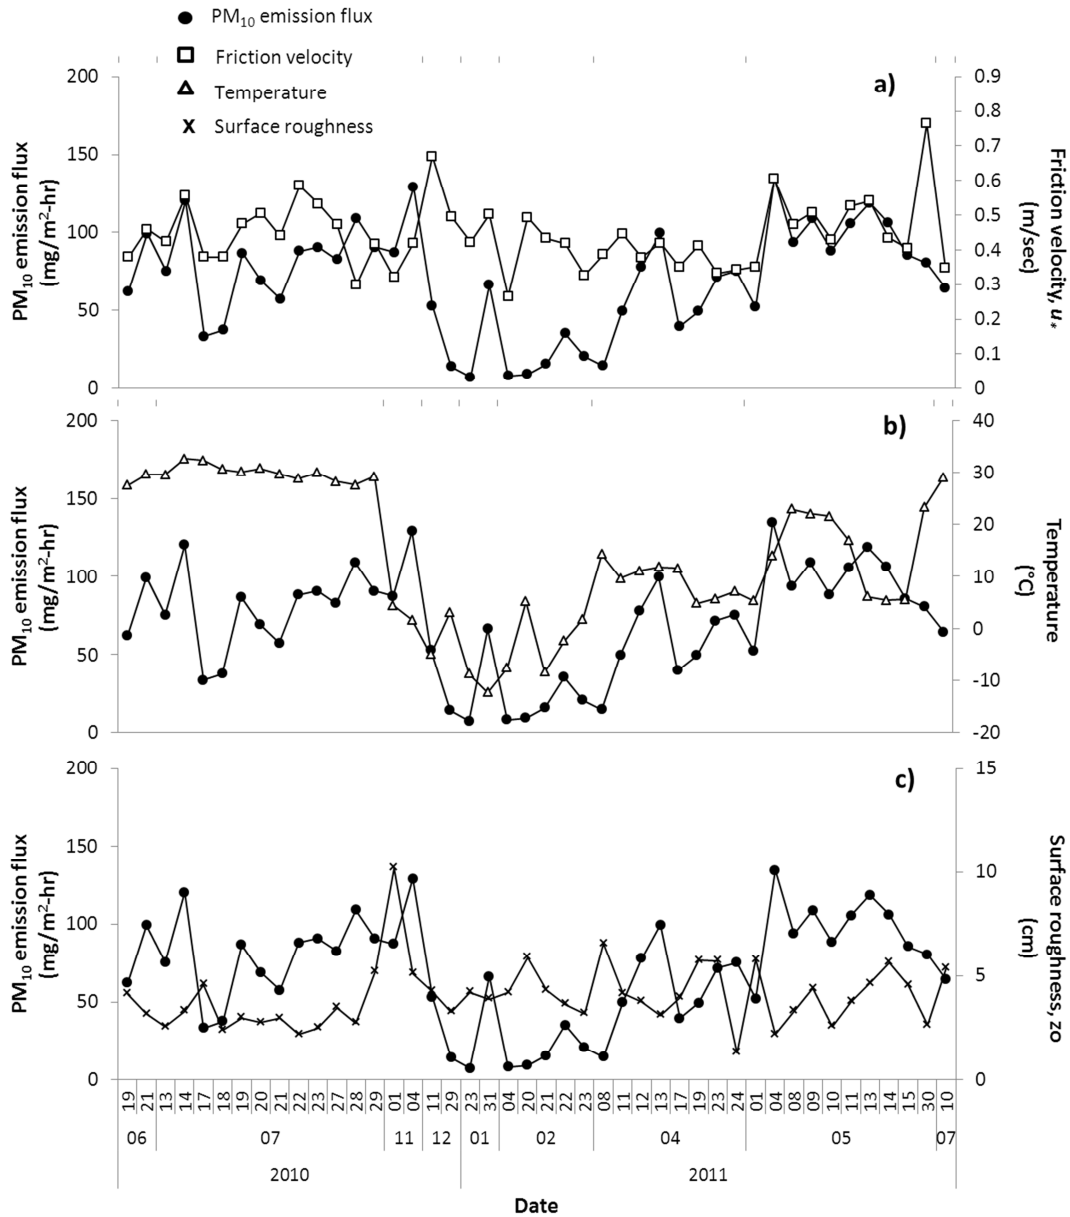 PM10 emission flux
Friction velocity
Temperature
Surface roughness
a)
200
150
100
50
0
PM10 emission flux
(mg/m2-hr)
0.9
0.8
0.7
0.6
0.5
0.4
0.3
0.2
0.1
0
Friction velocity, u*
(m/sec)
b)
200
150
100
50
0
PM10 emission flux
(mg/m2-hr)
40
30
20
10
0
-10
-20
Temperature
(°C)
c)
200
150
100
50
0
PM10 emission flux
(mg/m2-hr)
15
10
5
0
Surface roughness, zo
(cm)
19 21 13 14 17 18 19 20 21 22 23 27 28 29 01 04 11 29 23 31 04 20 21 22 23 08 11 12 13 17 19 23 24 01 04 08 09 10 11 13 14 15 30 10
06 07 11 12 01 02 04 05 07
2010 2011
Date